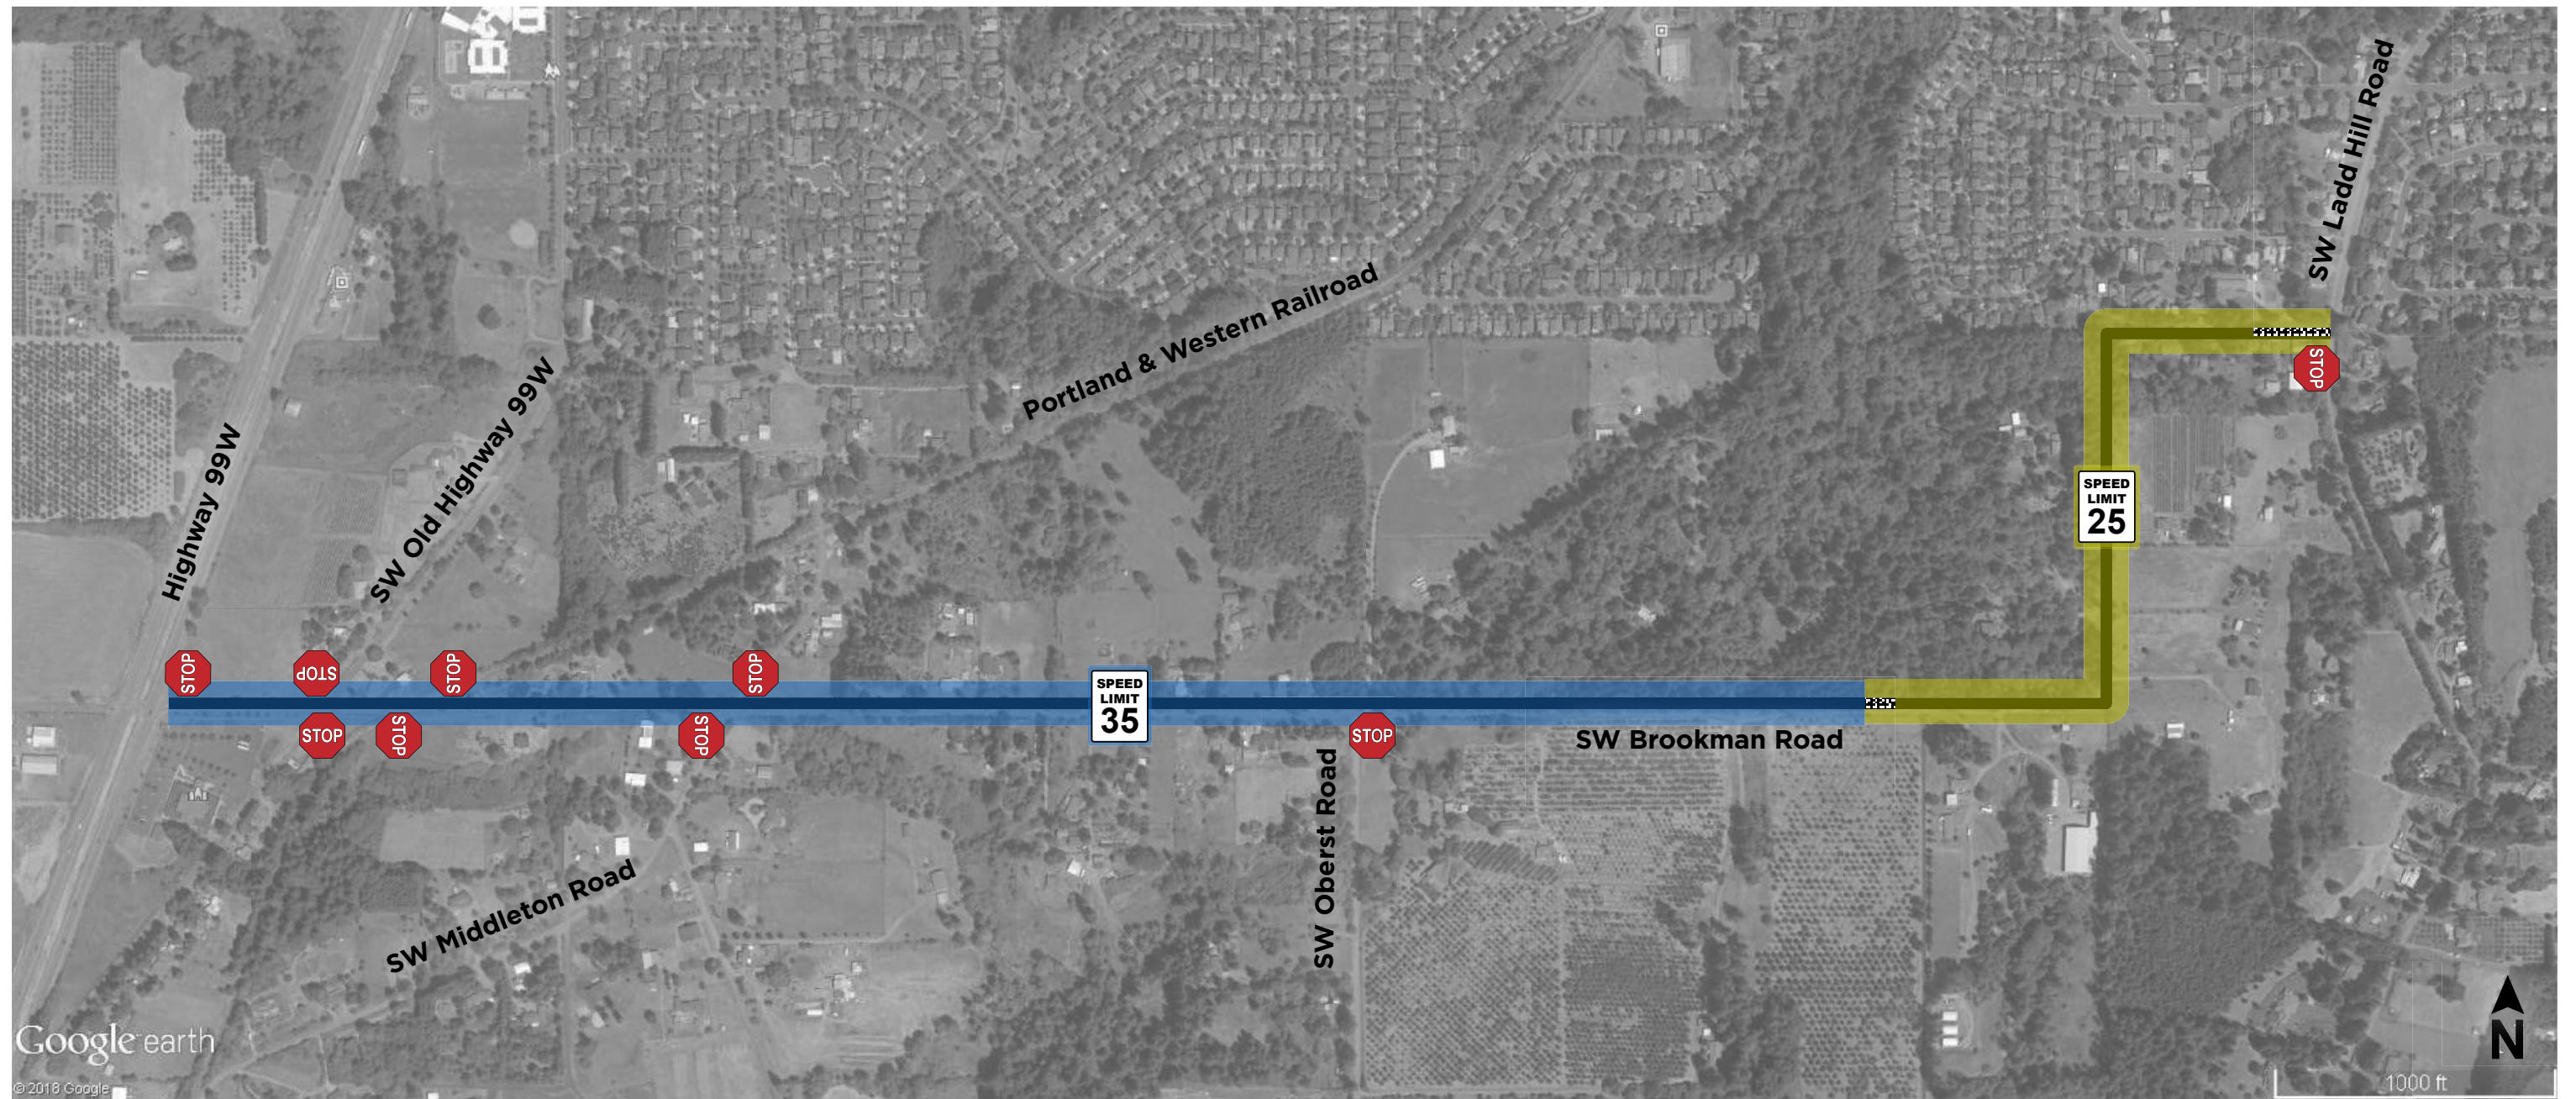 SW Ladd Hill Road
Portland & Western Railroad
SW Old Highway 99W
Highway 99W
STOP
SPEED
LIMIT
25
STOP
STOP
STOP
STOP
SPEED
LIMIT
35
STOP
STOP
STOP
STOP
SW Brookman Road
SW Oberst Road
SW Middleton Road
Google earth
© 2018 Google
N
1000 ft